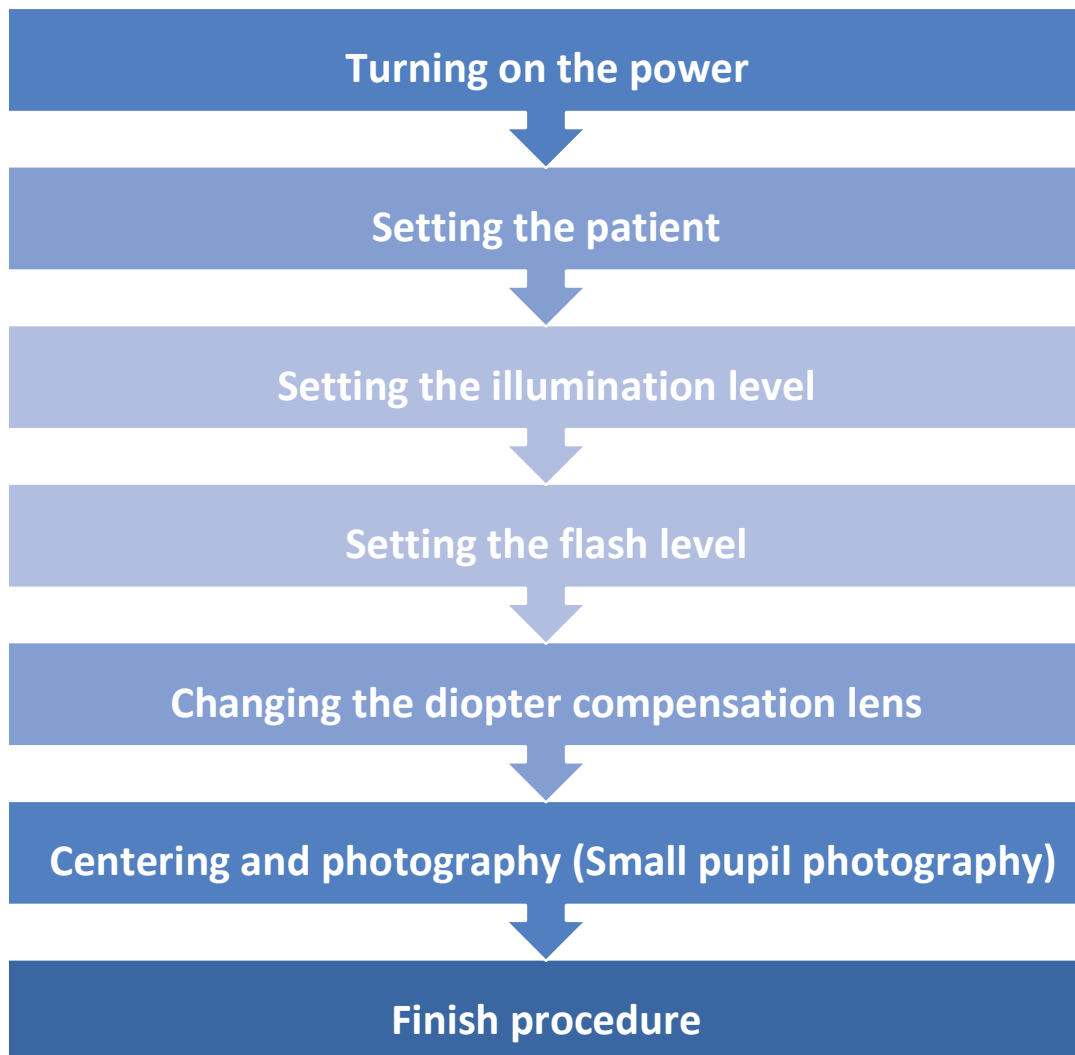 Turning on the power
Setting the patient
Setting the illumination level
Setting the flash level
Changing the diopter compensation lens
Centering and photography (Small pupil photography)
Finish procedure